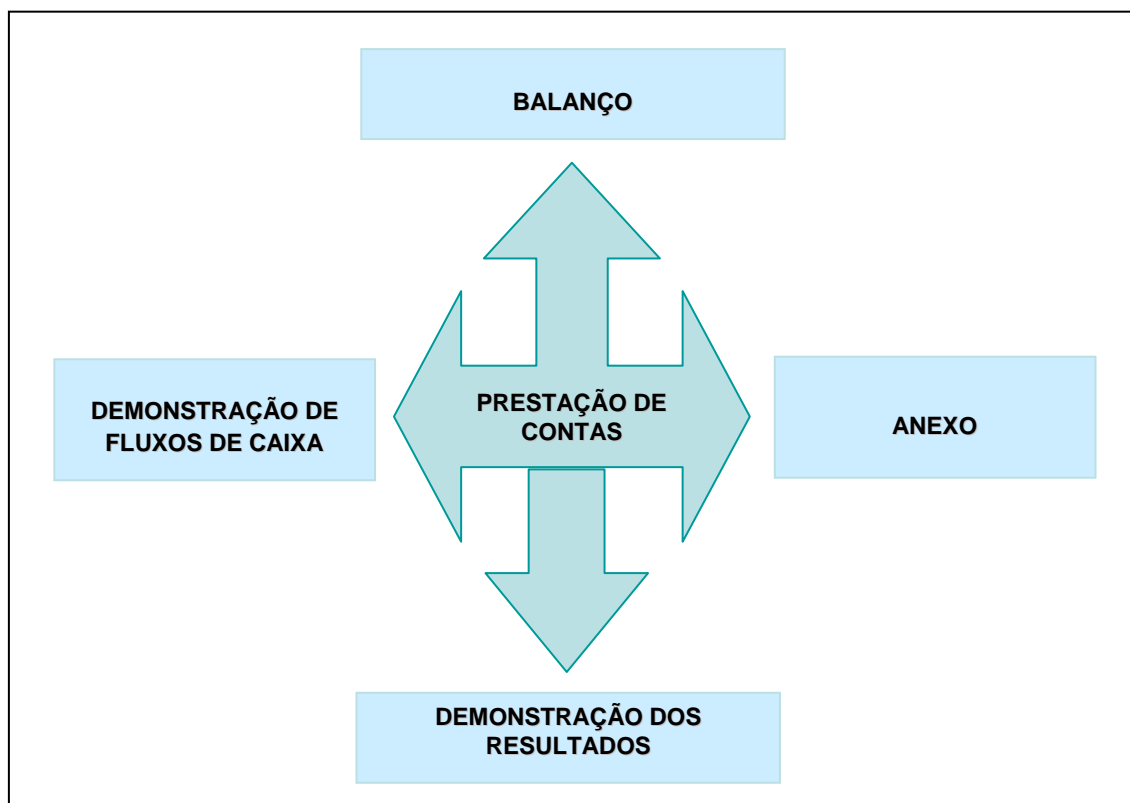 BALANÇO
DEMONSTRAÇÃO DE
FLUXOS DE CAIXA
PRESTAÇÃO DE
CONTAS
ANEXO
DEMONSTRAÇÃO DOS
RESULTADOS